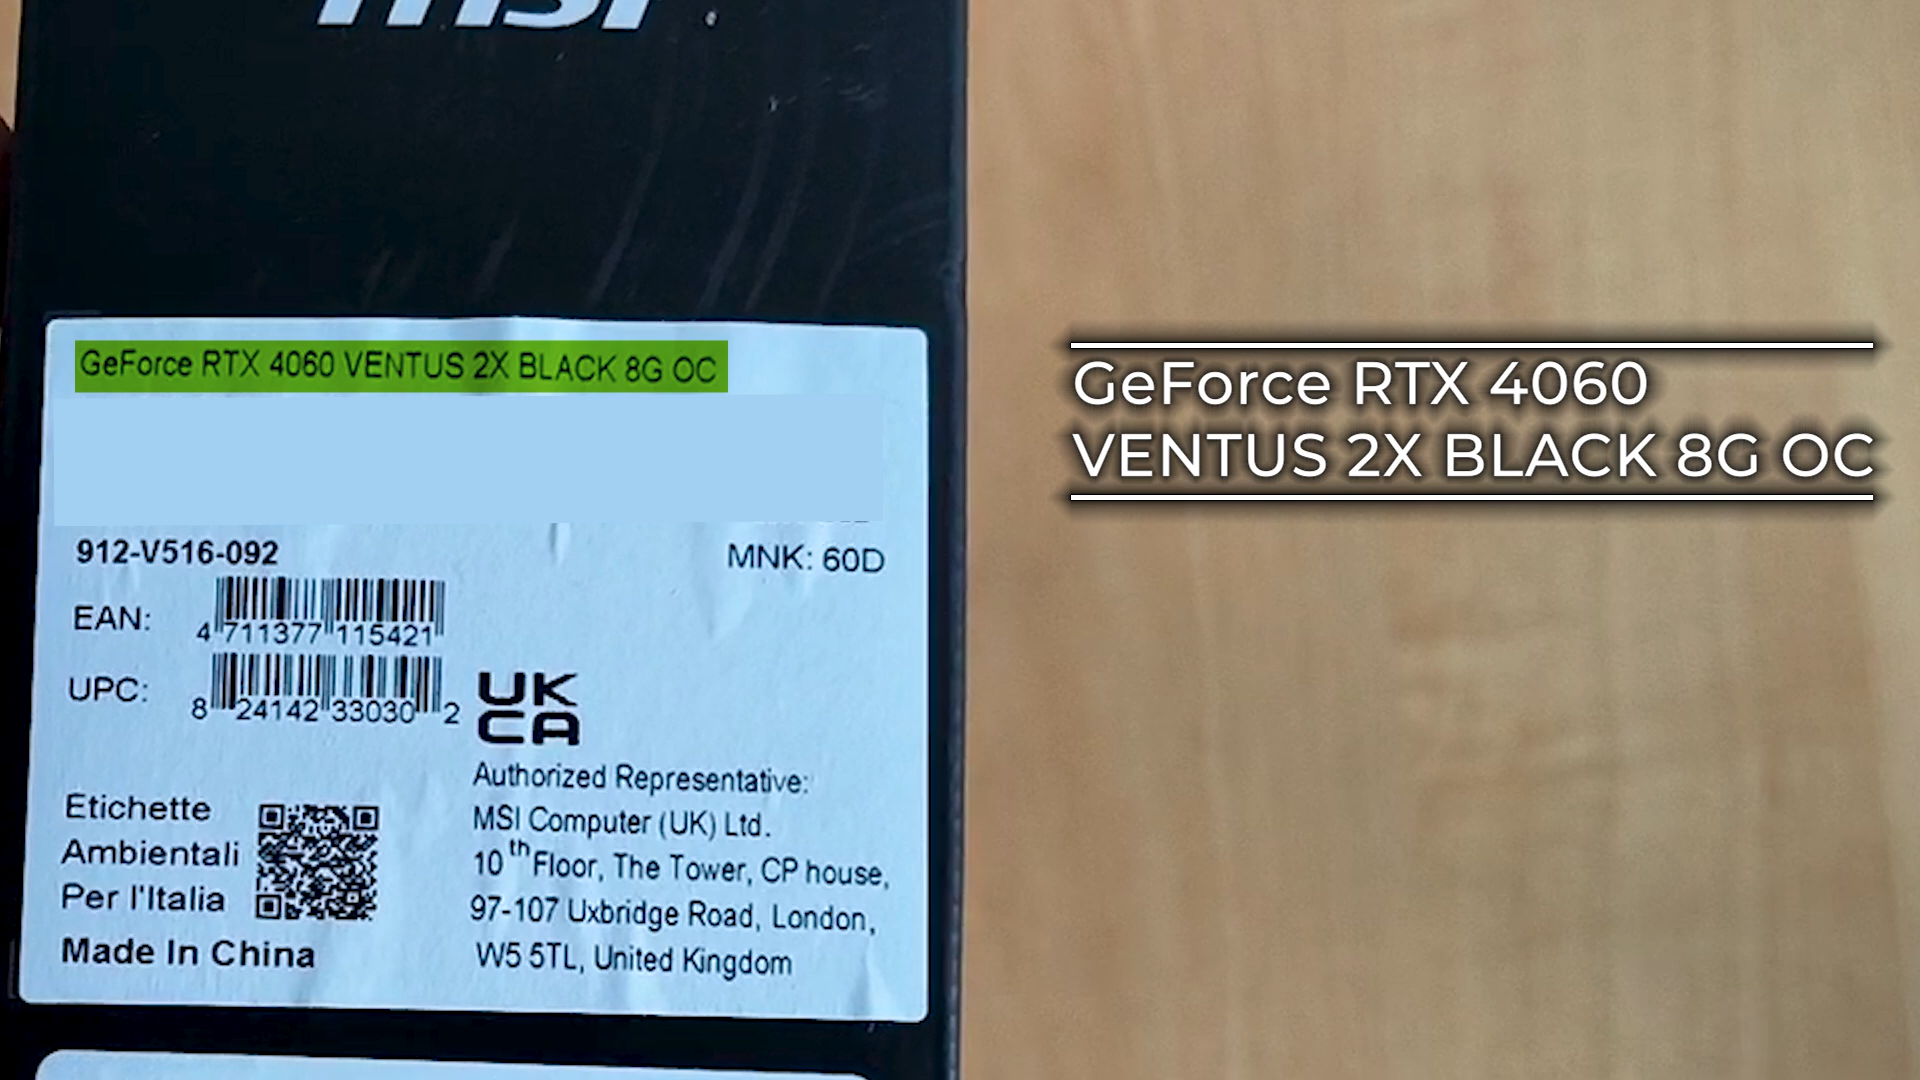 msi
GeForce RTX 4060 VENTUS 2X BLACK 8G OC
912-V516-092
MNK: 60D
EAN:
4 711377 115421
UPC:
8 24142 33030 2
UK
CA
Authorized Representative:
MSI Computer (UK) Ltd.
10th Floor, The Tower, CP house,
97-107 Uxbridge Road, London,
W5 5TL, United Kingdom
Etichette
Ambientali
Per l'Italia
Made In China
GeForce RTX 4060
VENTUS 2X BLACK 8G OC